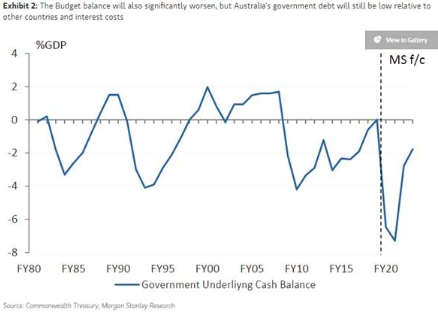 Exhibit 2: The Budget balance will also significantly worsen, but Australia's government debt will still be low relative to
other countries and interest costs
View in Gallery
%GDP
MS f/c
4
2
0
-2
-4
-6
-8
FY80 FY85 FY90 FY95 FY00 FY05 FY10 FY15 FY20
Government Underliyng Cash Balance
Source: Commonwealth Treasury, Morgan Stanley Research